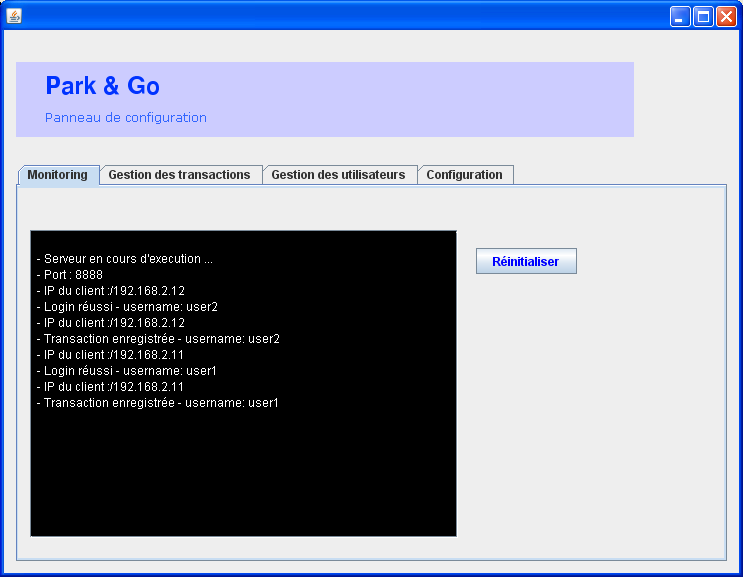 Park & Go
Panneau de configuration
Monitoring
Gestion des transactions
Gestion des utilisateurs
Configuration
- Serveur en cours d'execution ...
- Port : 8888
- IP du client :/192.168.2.12
- Login réussi - username: user2
- IP du client :/192.168.2.12
- Transaction enregistrée - username: user2
- IP du client :/192.168.2.11
- Login réussi - username: user1
- IP du client :/192.168.2.11
- Transaction enregistrée - username: user1
Réinitialiser